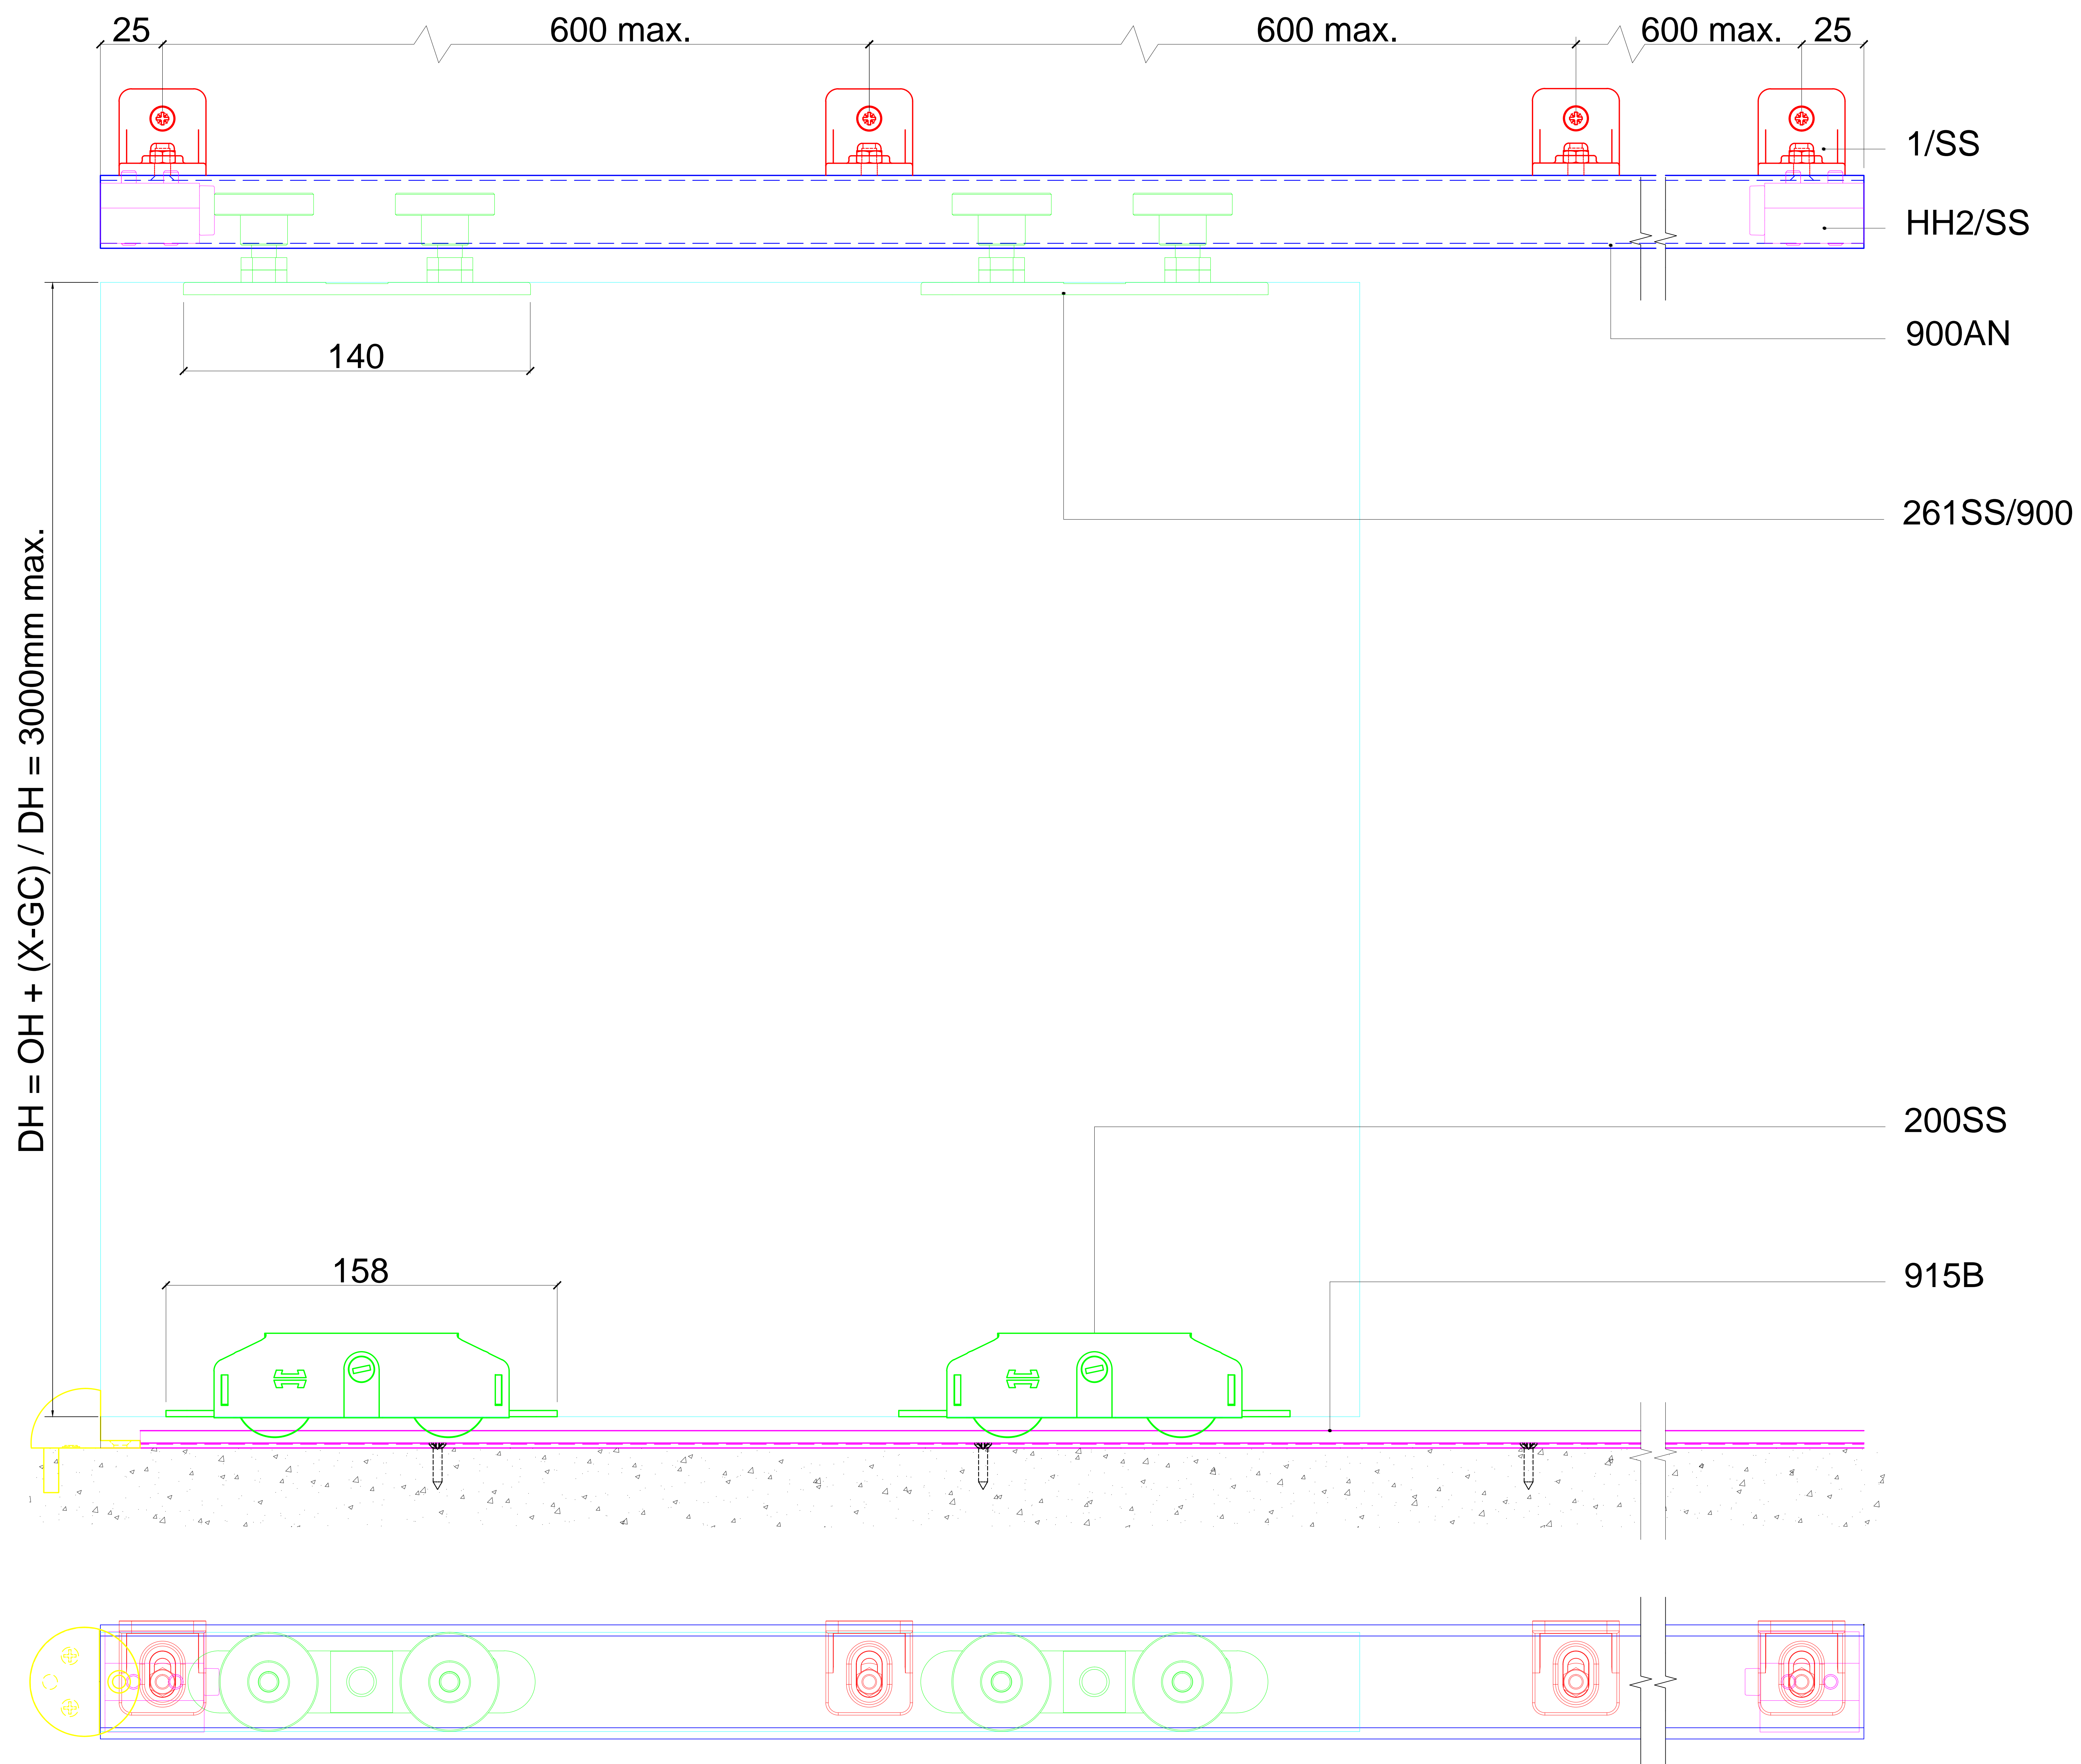 25
600 max.
600 max.
600 max.
25
1/SS
HH2/SS
900AN
140
261SS/900
DH = OH + (X-GC) / DH = 3000mm max.
200SS
158
915B